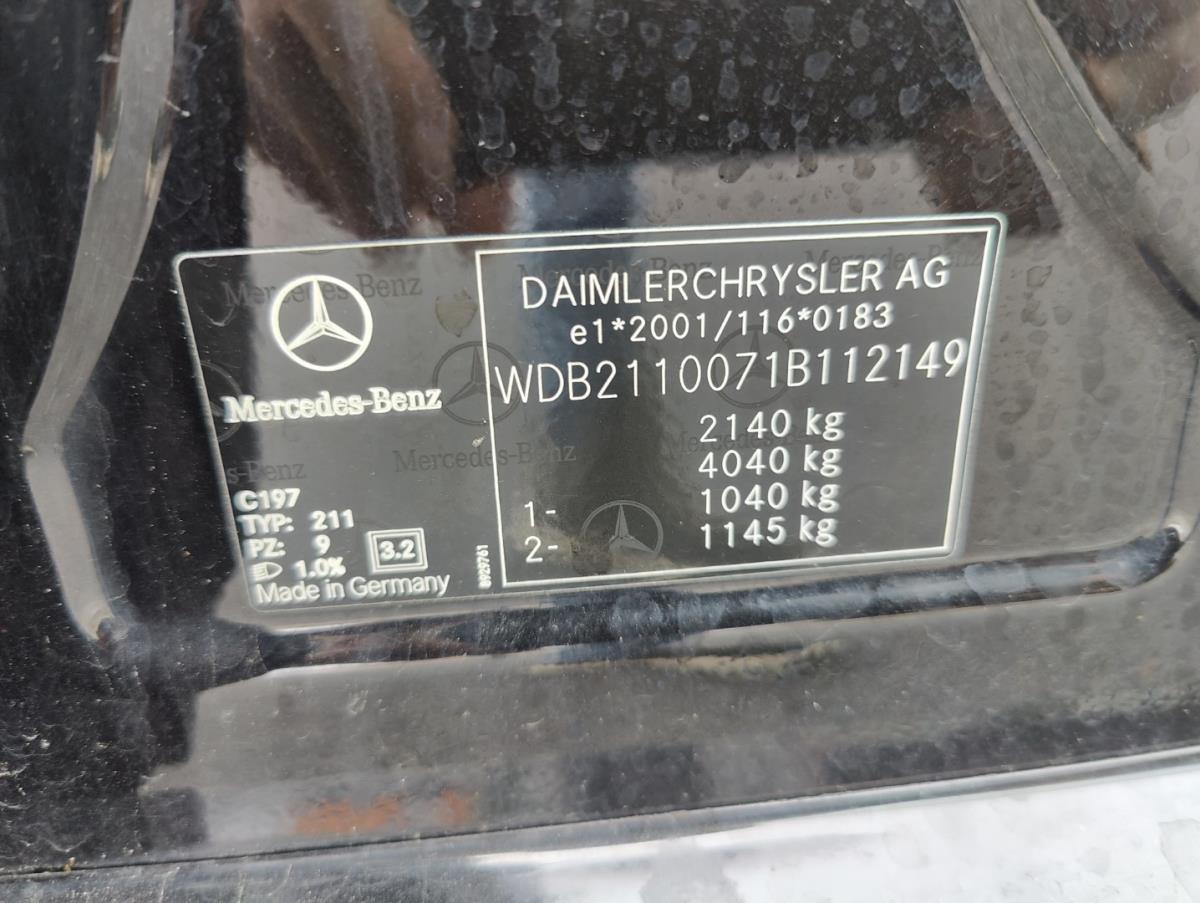 Mercedes-Benz
C197
TYP: 211
PZ: 9
1.0%
3.2
Made in Germany
8929761
DAIMLERCHRYSLER AG
e1*2001/116*0183
WDB2110071B112149
2140 kg
4040 kg
1- 1040 kg
2- 1145 kg